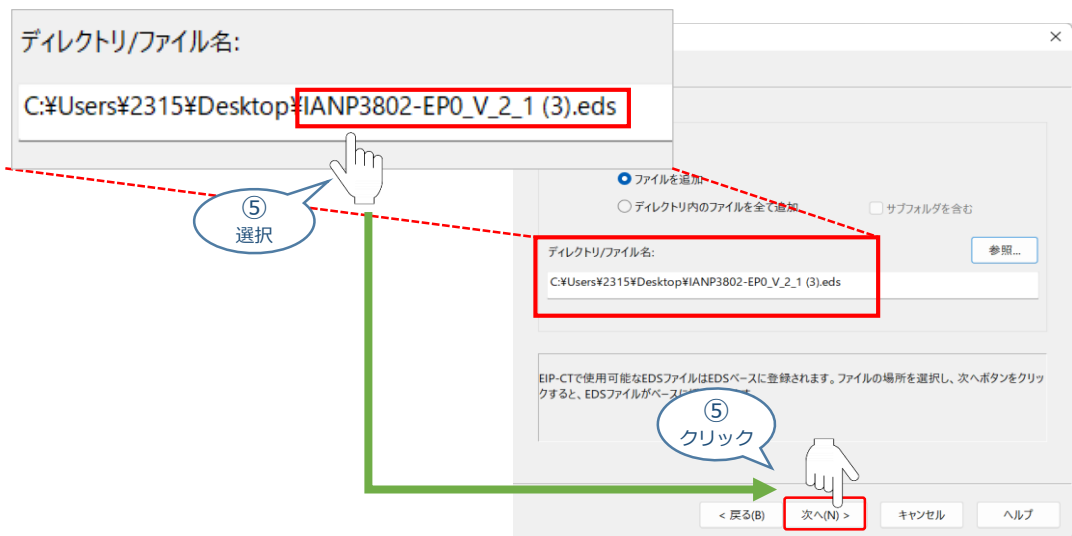 ディレクトリ/ファイル名:
C:¥Users¥2315¥Desktop¥IANP3802-EP0_V_2_1 (3).eds
⑤
選択
ファイルを追加
ディレクトリ内のファイルを全て追加
サブフォルダを含む
ディレクトリ/ファイル名:
参照...
C:¥Users¥2315¥Desktop¥IANP3802-EP0_V_2_1 (3).eds
EIP-CTで使用可能なEDSファイルはEDSベースに登録されます。ファイルの場所を選択し、次へボタンをクリッ
クすると、EDSファイルがベースに
⑤
クリック
< 戻る(B)
次へ(N) >
キャンセル
ヘルプ